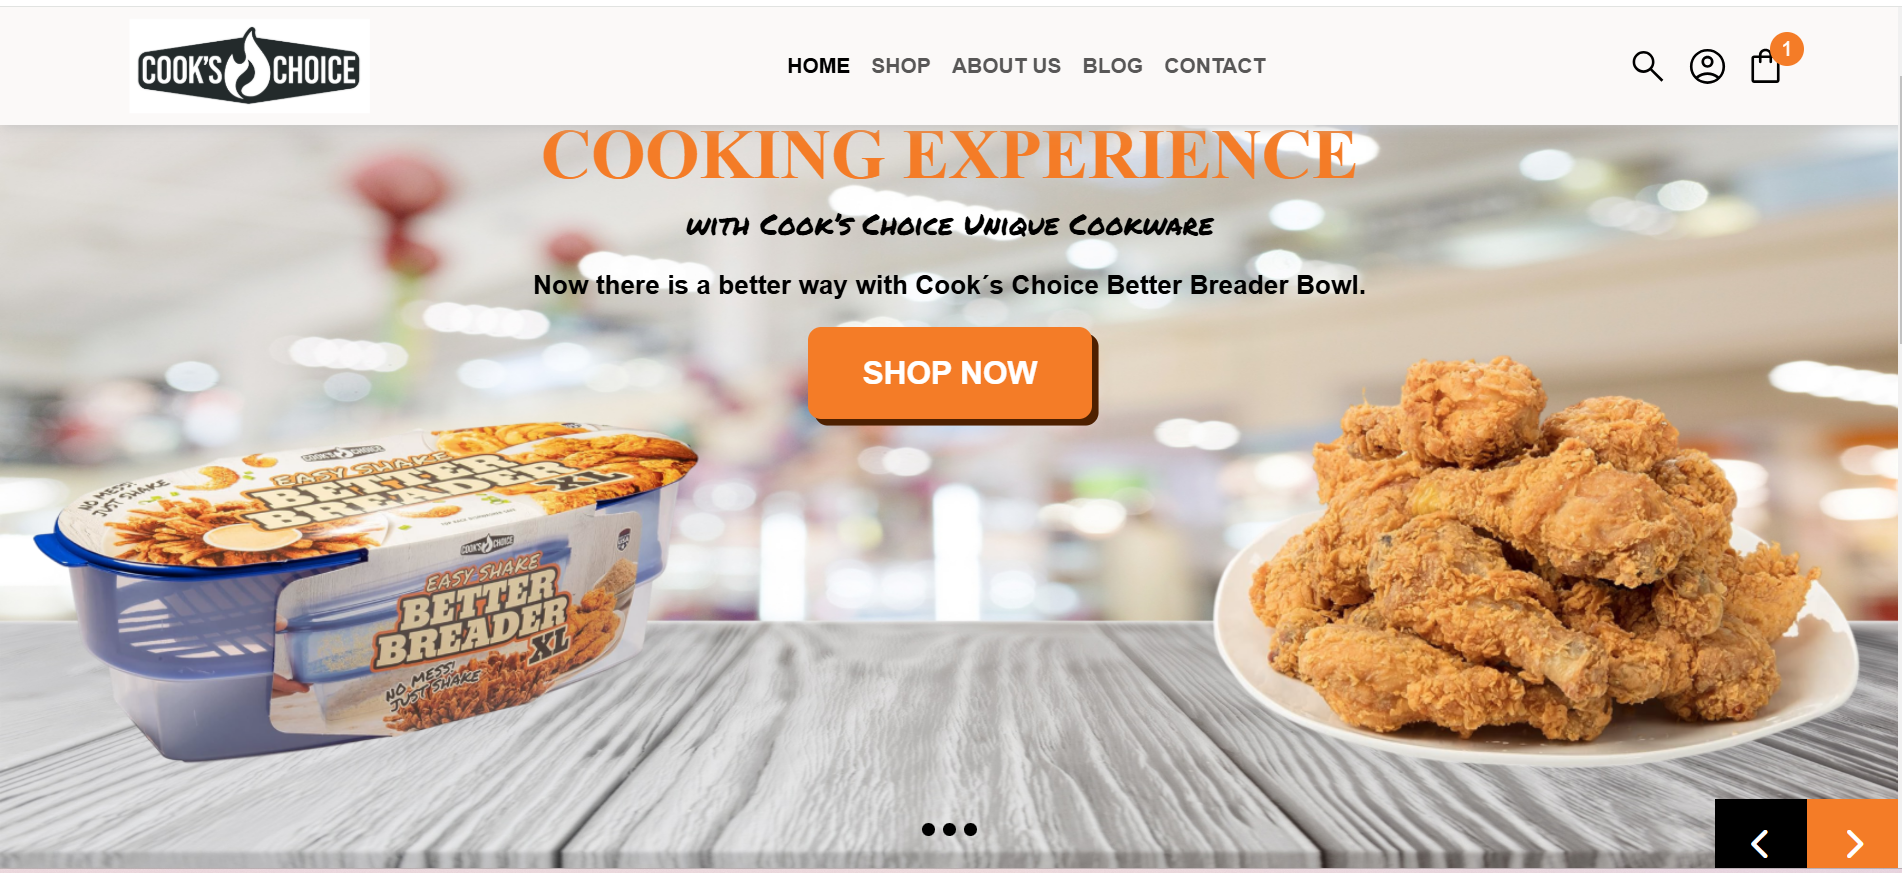 COOK'S CHOICE
HOME SHOP ABOUT US BLOG CONTACT
1
COOKING EXPERIENCE
WITH COOK'S CHOICE UNIQUE COOKWARE
Now there is a better way with Cook´s Choice Better Breader Bowl.
SHOP NOW
COOK'S CHOICE
EASY SHAKE
BETTER
BREADER
XL
NO MESS!
JUST SHAKE
COOK'S CHOICE
EASY SHAKE
BETTER
BREADER
XL
NO MESS!
JUST SHAKE